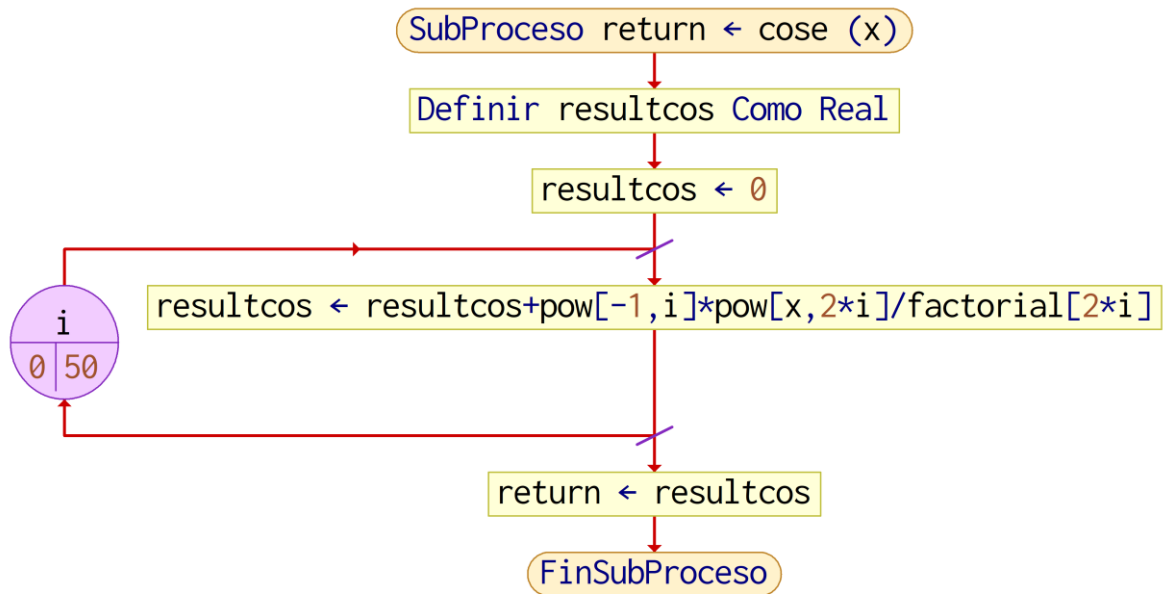 SubProceso return ← cose (x)
Definir resultcos Como Real
resultcos ← 0
resultcos ← resultcos+pow[-1,i]*pow[x,2*i]/factorial[2*i]
i
0 50
return ← resultcos
FinSubProceso